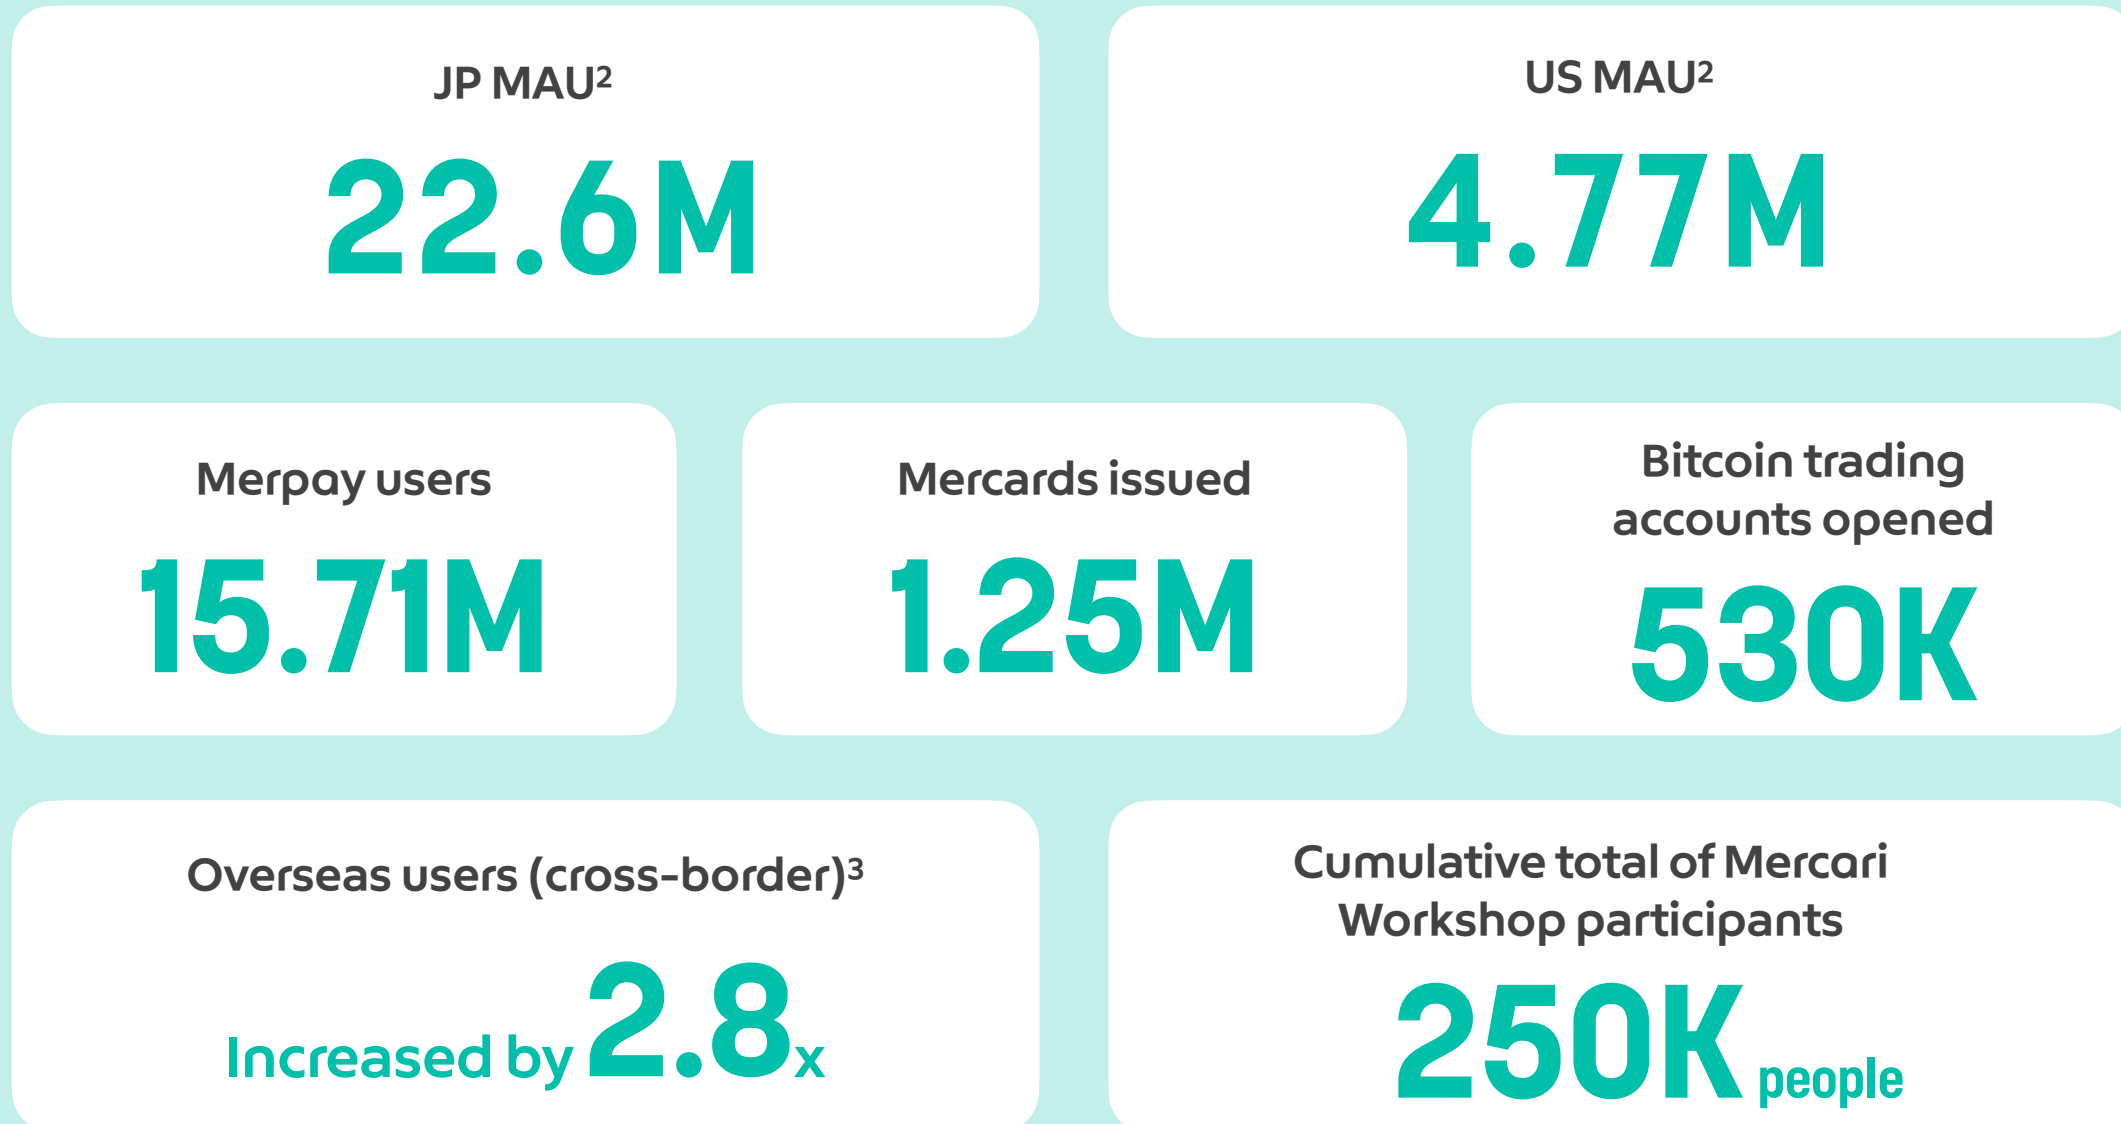 JP MAU²
22.6M
US MAU²
4.77M
Merpay users
15.71M
Mercards issued
1.25M
Bitcoin trading
accounts opened
530K
Overseas users (cross-border)³
Increased by 2.8x
Cumulative total of Mercari
Workshop participants
250K people